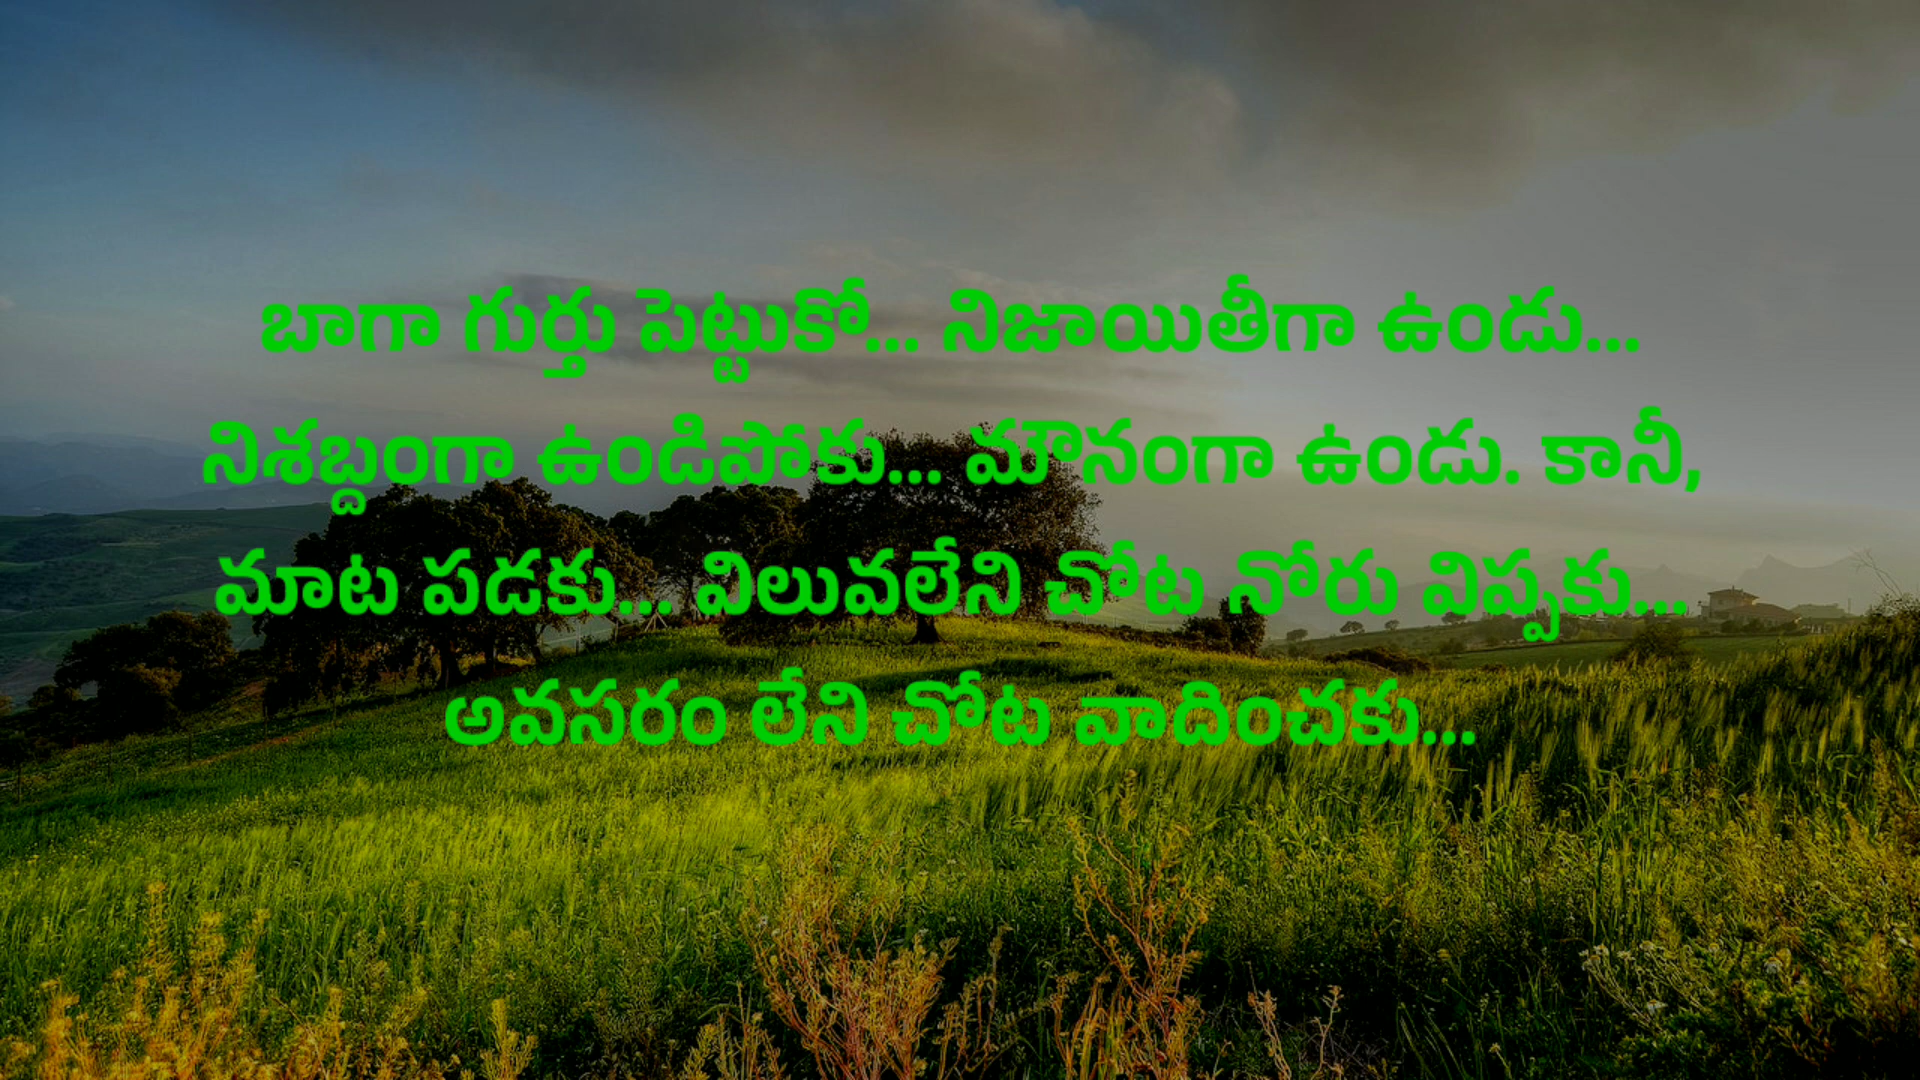 బాగా గుర్తు పెట్టుకో... నిజాయితీగా ఉండు...
నిశబ్దంగా ఉండిపోకు... మౌనంగా ఉండు. కానీ,
మాట పడకు... విలువలేని చోట నోరు విప్పకు...
అవసరం లేని చోట వాదించకు...